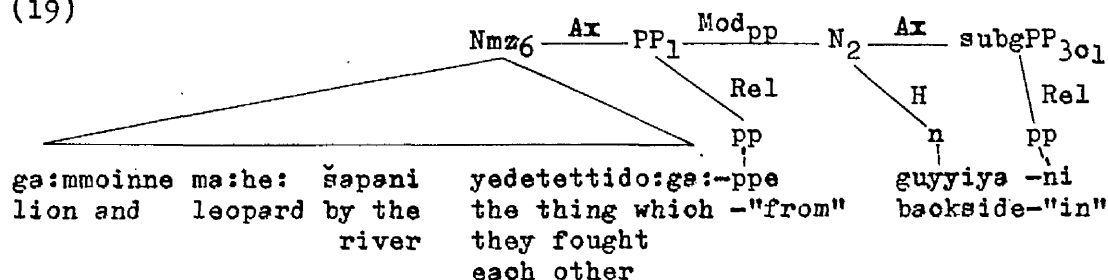 (19)
Nmz6 Ax PP1 Modpp N2 Ax subgPP3cl
Rel H Rel
pp n pp
ga:mmoinne ma:he: šapani yedetettido:ga:-ppe guyyiya -ni
lion and leopard by the the thing which -"from" backside-"in"
river they fought
each other